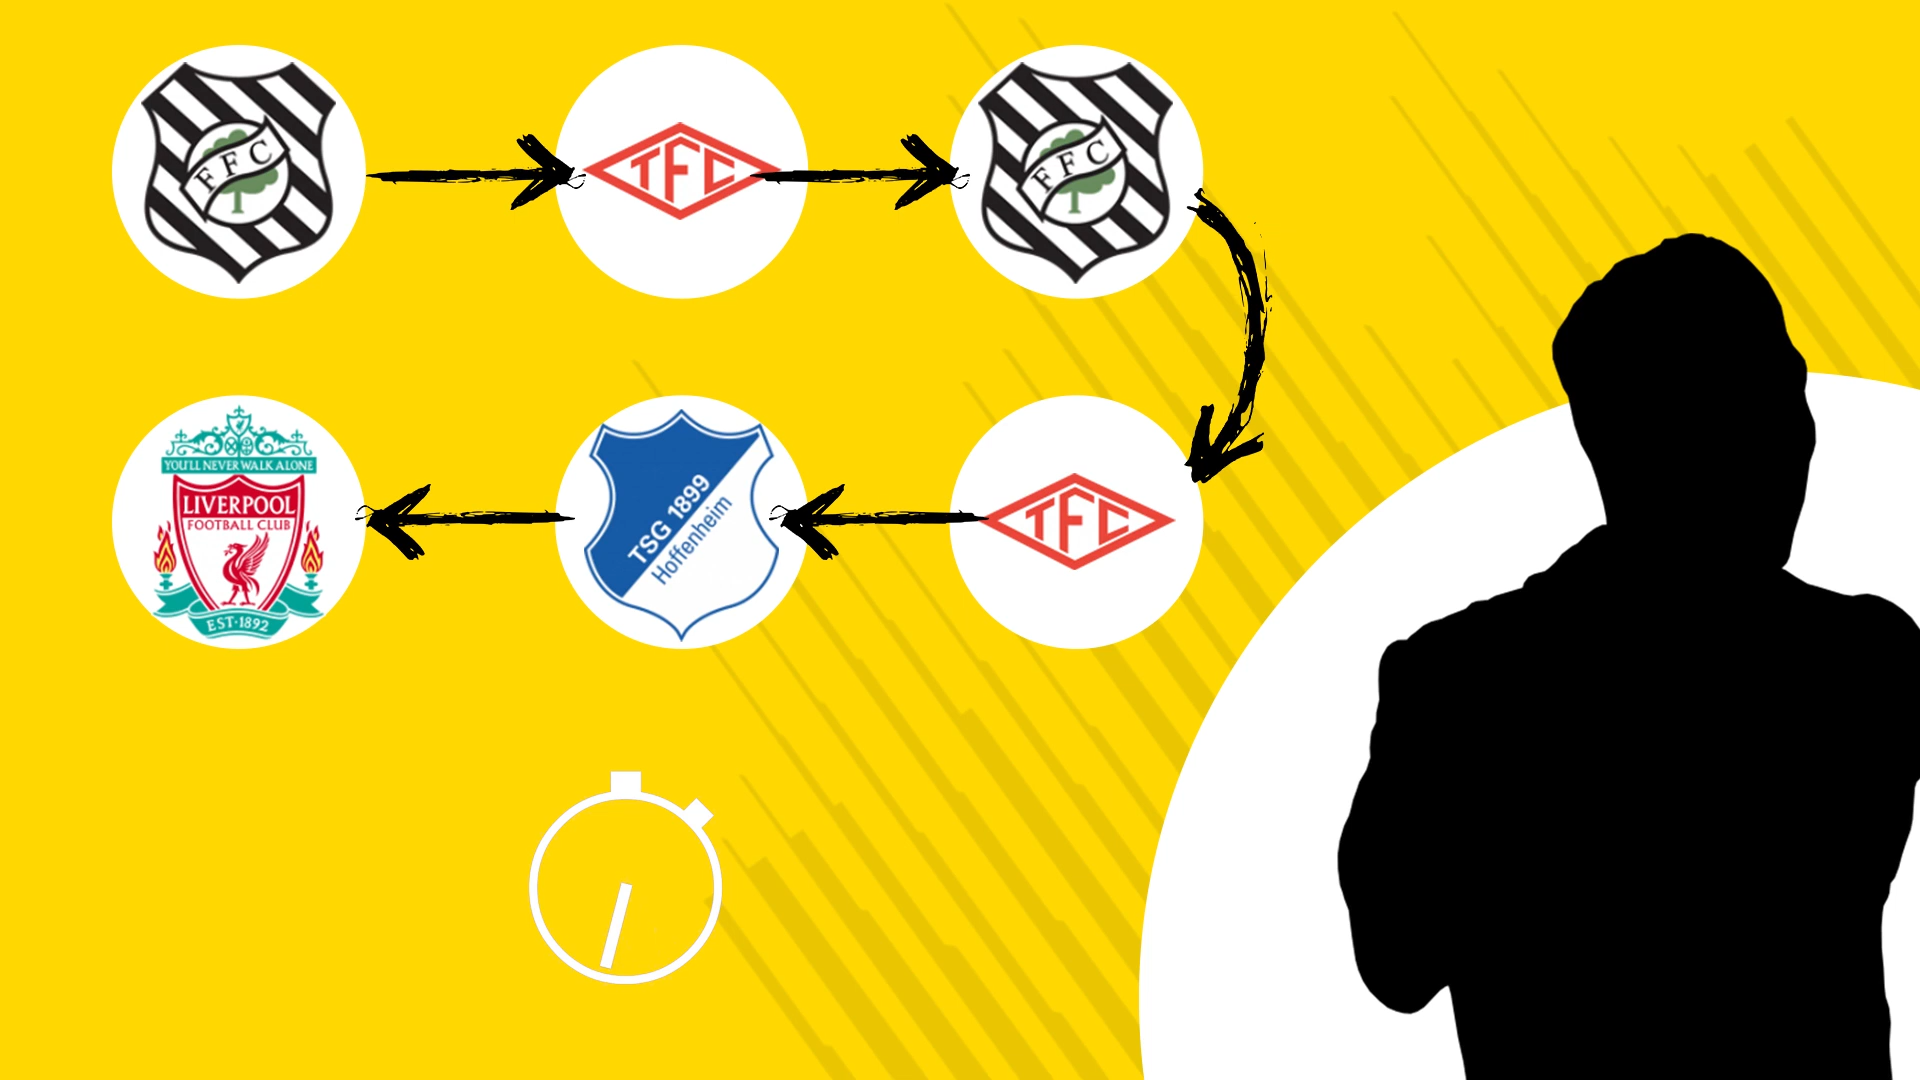 FFC
TFC
FFC
YOU'LL NEVER WALK ALONE
LIVERPOOL
FOOTBALL CLUB
EST·1892
TSG 1899
Hoffenheim
TFC